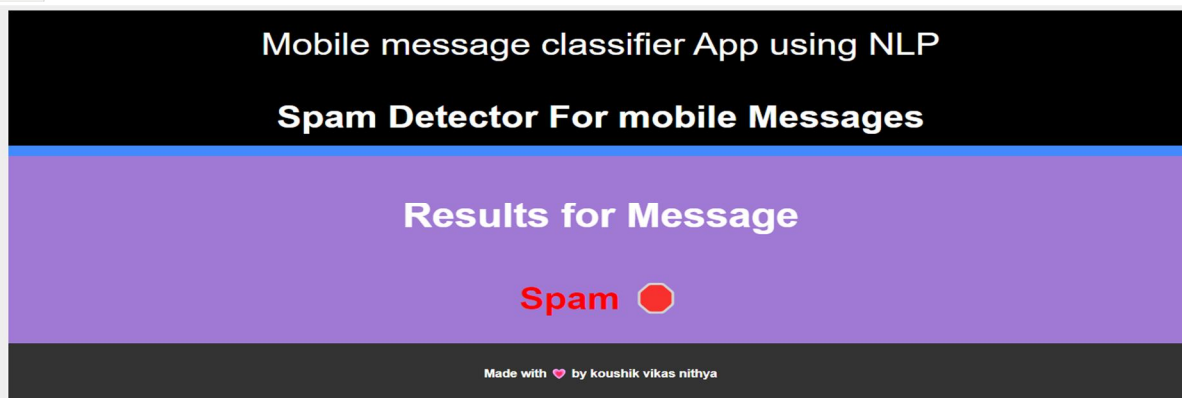 Mobile message classifier App using NLP
Spam Detector For mobile Messages
Results for Message
Spam 🛑
Made with 💗 by koushik vikas nithya